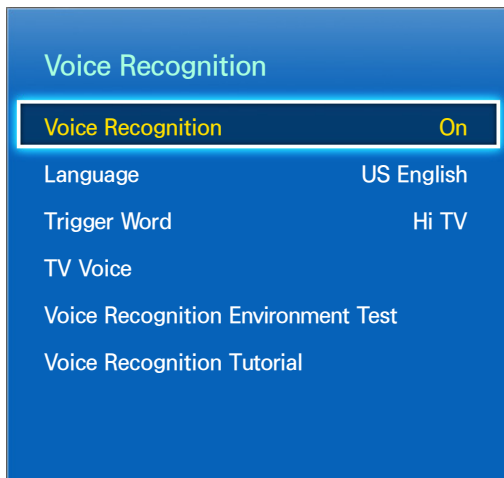 Voice Recognition
Voice Recognition On
Language US English
Trigger Word Hi TV
TV Voice
Voice Recognition Environment Test
Voice Recognition Tutorial